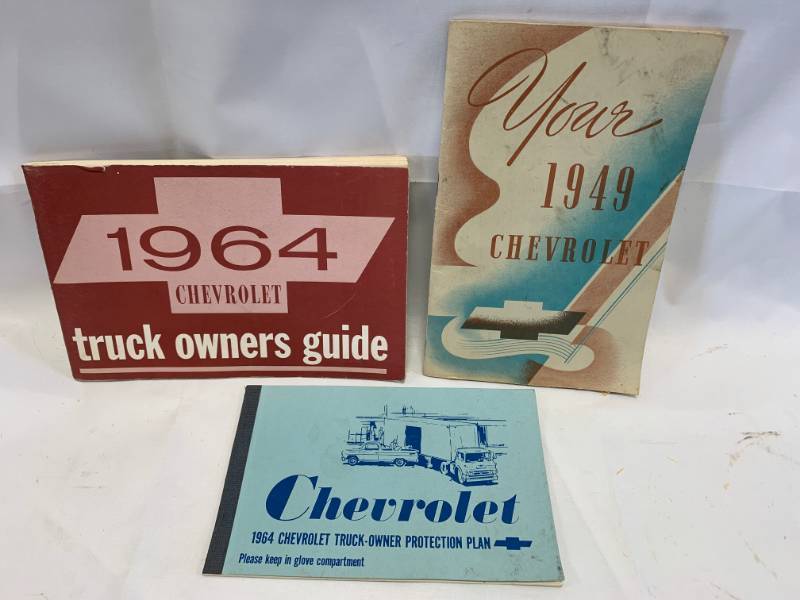 1964
CHEVROLET
truck owners guide
Your
1949
CHEVROLET
Chevrolet
1964 CHEVROLET TRUCK-OWNER PROTECTION PLAN
Please keep in glove compartment